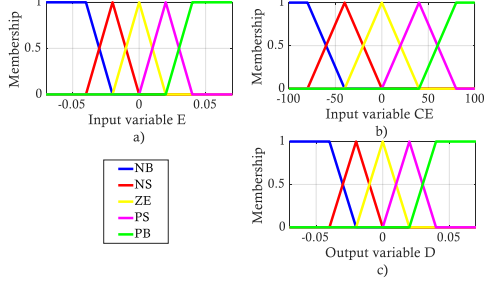 1
0.5
0
Membership
-0.05
0
0.05
Input variable E
a)
1
0.5
0
Membership
-100
-50
0
50
100
Input variable CE
b)
NB
NS
ZE
PS
PB
1
0.5
0
Membership
-0.05
0
0.05
Output variable D
c)